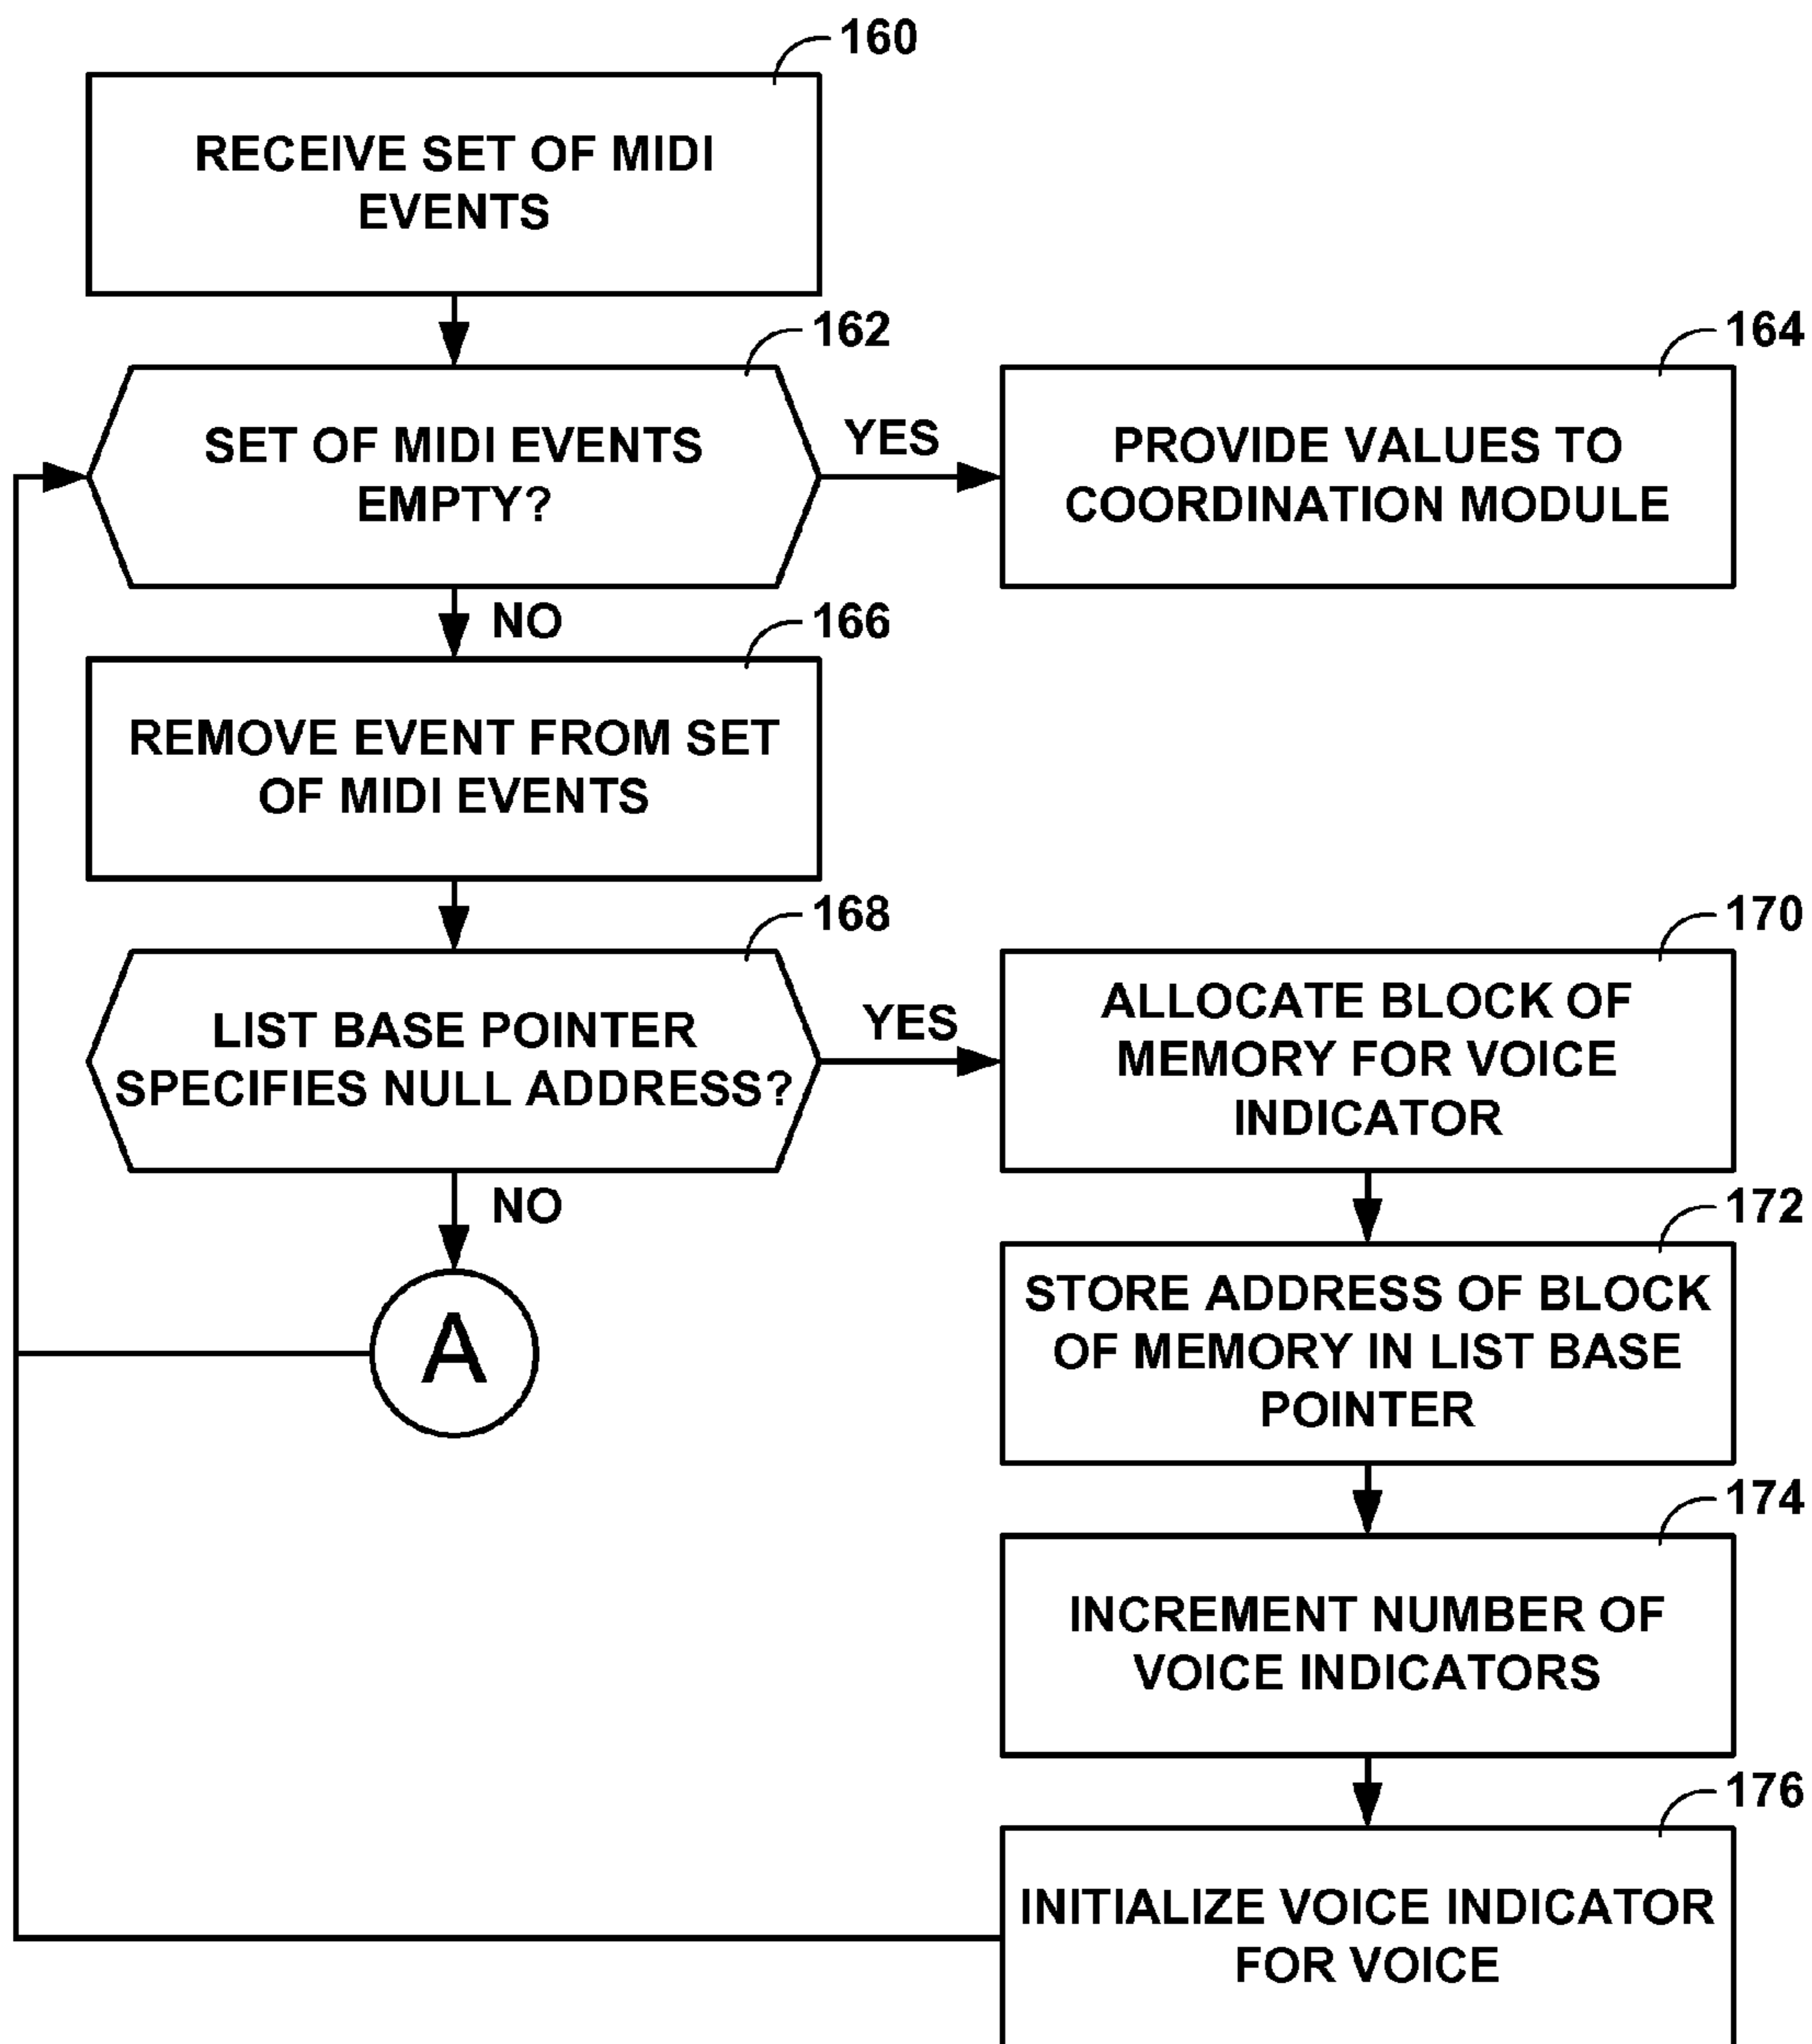 160
RECEIVE SET OF MIDI
EVENTS
162
SET OF MIDI EVENTS
EMPTY?
YES
164
PROVIDE VALUES TO
COORDINATION MODULE
NO
166
REMOVE EVENT FROM SET
OF MIDI EVENTS
168
LIST BASE POINTER
SPECIFIES NULL ADDRESS?
YES
170
ALLOCATE BLOCK OF
MEMORY FOR VOICE
INDICATOR
NO
A
172
STORE ADDRESS OF BLOCK
OF MEMORY IN LIST BASE
POINTER
174
INCREMENT NUMBER OF
VOICE INDICATORS
176
INITIALIZE VOICE INDICATOR
FOR VOICE